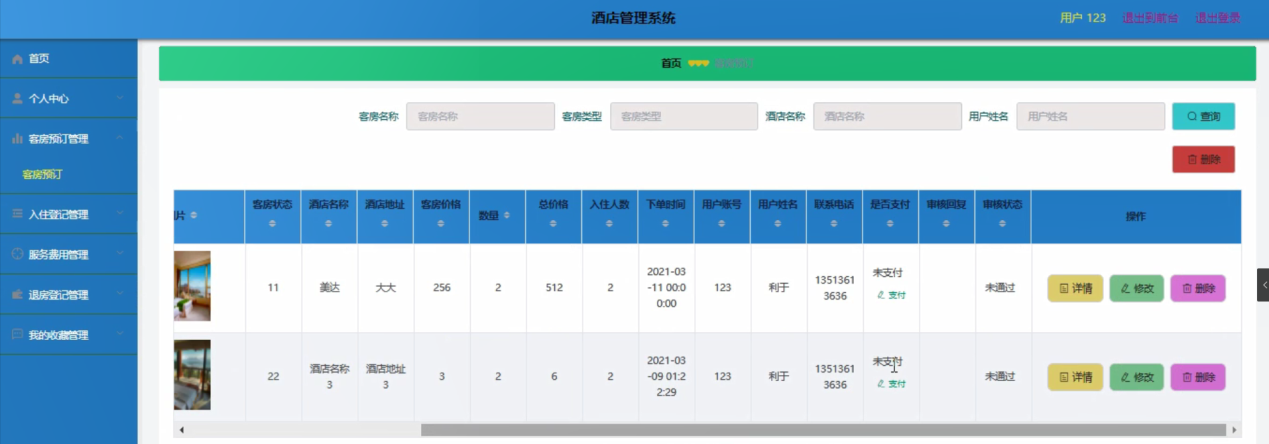 酒店管理系统
用户 123
退出到前台
退出登录
首页
个人中心
客房预订管理
客房预订
入住登记管理
服务费用管理
退房登记管理
我的收藏管理
首页
客房名称 客房名称 客房类型 客房类型 酒店名称 酒店名称 用户姓名 用户姓名 查询
删除
片 客房状态 酒店名称 酒店地址 客房价格 数量 总价格 入住人数 下单时间 用户账号 用户姓名 联系电话 是否支付 审核回复 审核状态 操作
11 美达 大大 256 2 512 2 2021-03
-11 00:0
0:00 123 利于 1351361
3636 未支付
支付 未通过 详情 修改 删除
22 酒店名称
3 酒店地址
3 3 2 6 2 2021-03
-09 01:2
2:29 123 利于 1351361
3636 未支付
支付 未通过 详情 修改 删除